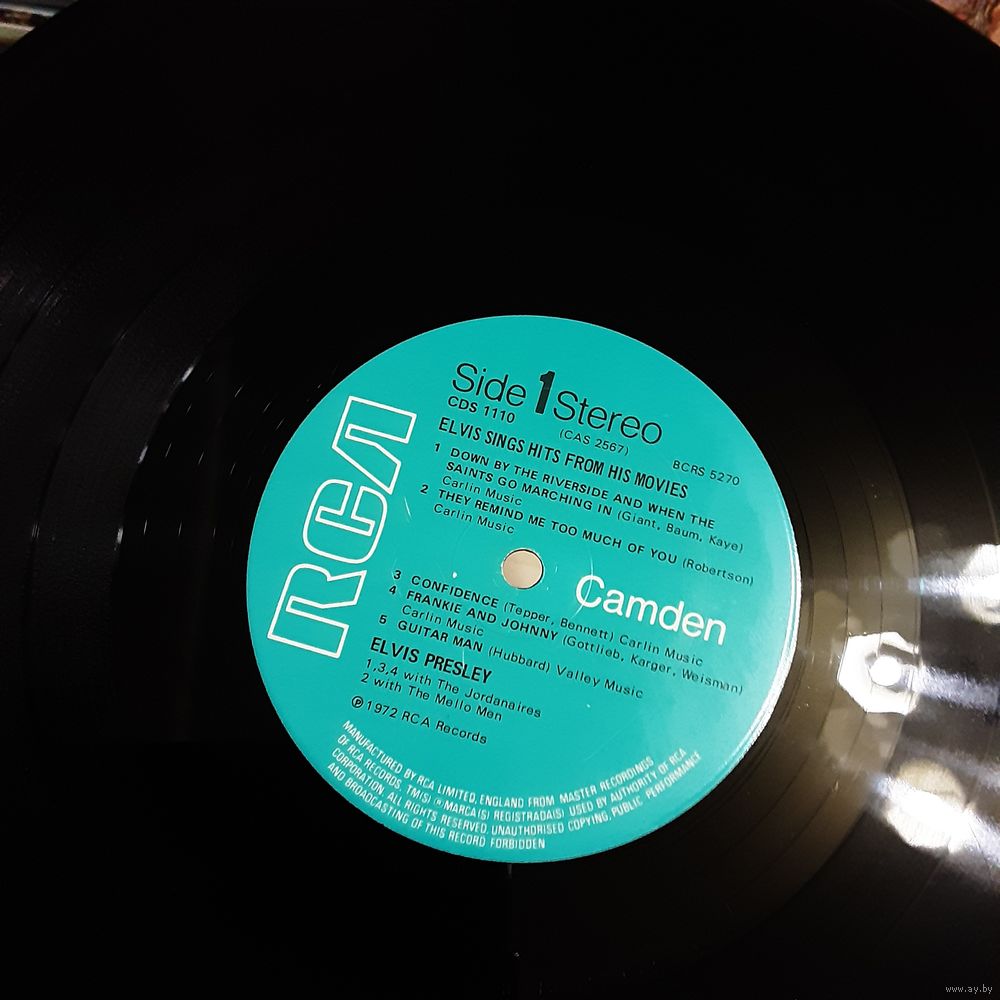 RCA
Side 1 Stereo
CDS 1110
(CAS 2567)
BCRS 5270
ELVIS SINGS HITS FROM HIS MOVIES
1 DOWN BY THE RIVERSIDE AND WHEN THE
SAINTS GO MARCHING IN (Giant, Baum, Kaye)
Carlin Music
2 THEY REMIND ME TOO MUCH OF YOU (Robertson)
Carlin Music
Camden
3 CONFIDENCE (Tepper, Bennett) Carlin Music
4 FRANKIE AND JOHNNY (Gottlieb, Karger, Weisman)
Carlin Music
5 GUITAR MAN (Hubbard) Valley Music
ELVIS PRESLEY
1,3,4 with The Jordanaires
2 with The Mello Men
℗ 1972 RCA Records
MANUFACTURED BY RCA LIMITED, ENGLAND FROM MASTER RECORDINGS
OF RCA RECORDS, TM(S) ® MARCA(S) REGISTRADA(S) USED BY AUTHORITY OF RCA
CORPORATION. ALL RIGHTS RESERVED. UNAUTHORISED COPYING, PUBLIC PERFORMANCE
AND BROADCASTING OF THIS RECORD FORBIDDEN
www.ay.by